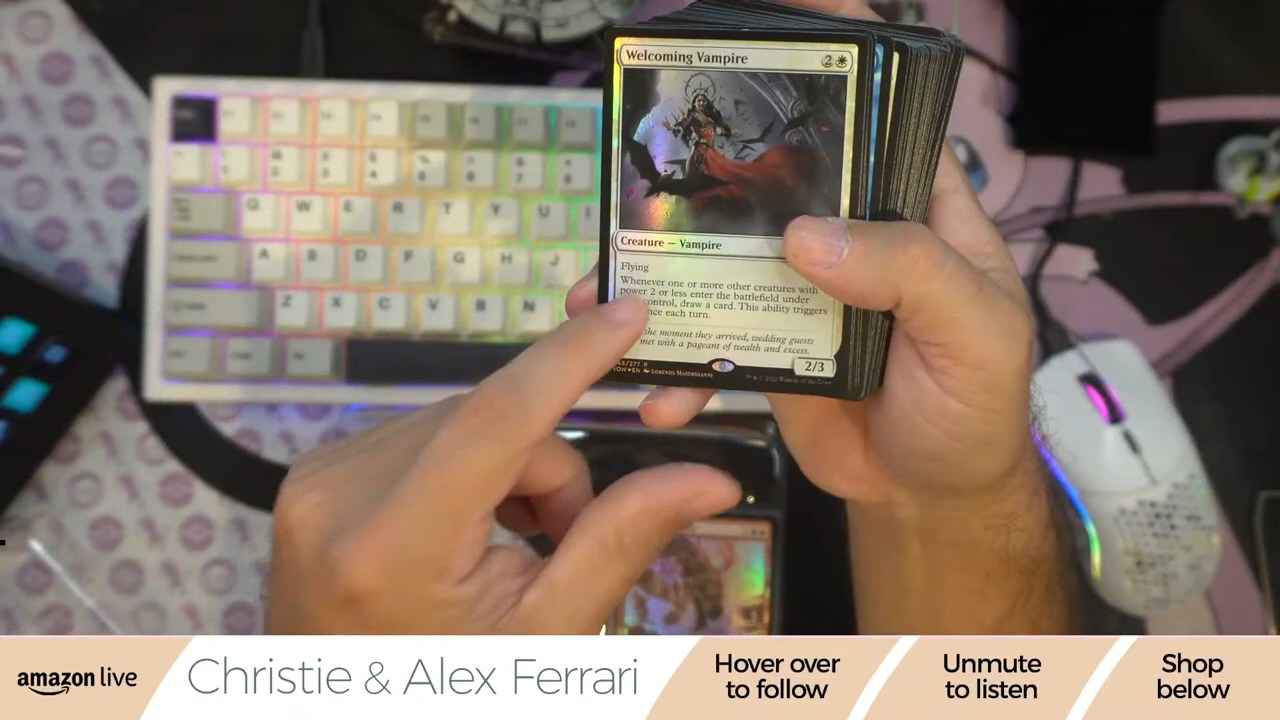 Welcoming Vampire 2
Creature — Vampire
Flying
Whenever one or more other creatures with
power 2 or less enter the battlefield under
control, draw a card. This ability triggers
each turn.
the moment they arrived, wedding guests
met with a pageant of wealth and excess.
2/3
EN LORENZO MASTROIANNI
Q W E R T Y U I
A S D F G H J
Z X C V B N
amazon live
Christie & Alex Ferrari
Hover over
to follow
Unmute
to listen
Shop
below